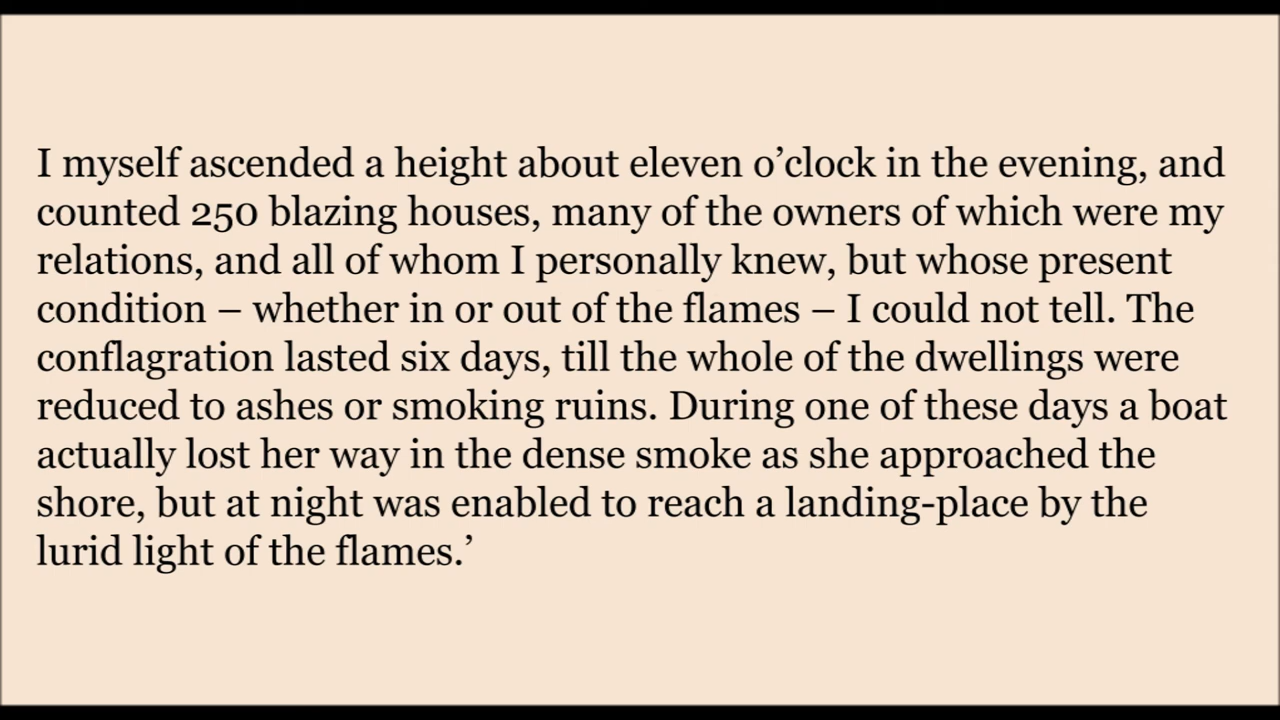 I myself ascended a height about eleven o’clock in the evening, and
counted 250 blazing houses, many of the owners of which were my
relations, and all of whom I personally knew, but whose present
condition – whether in or out of the flames – I could not tell. The
conflagration lasted six days, till the whole of the dwellings were
reduced to ashes or smoking ruins. During one of these days a boat
actually lost her way in the dense smoke as she approached the
shore, but at night was enabled to reach a landing-place by the
lurid light of the flames.’